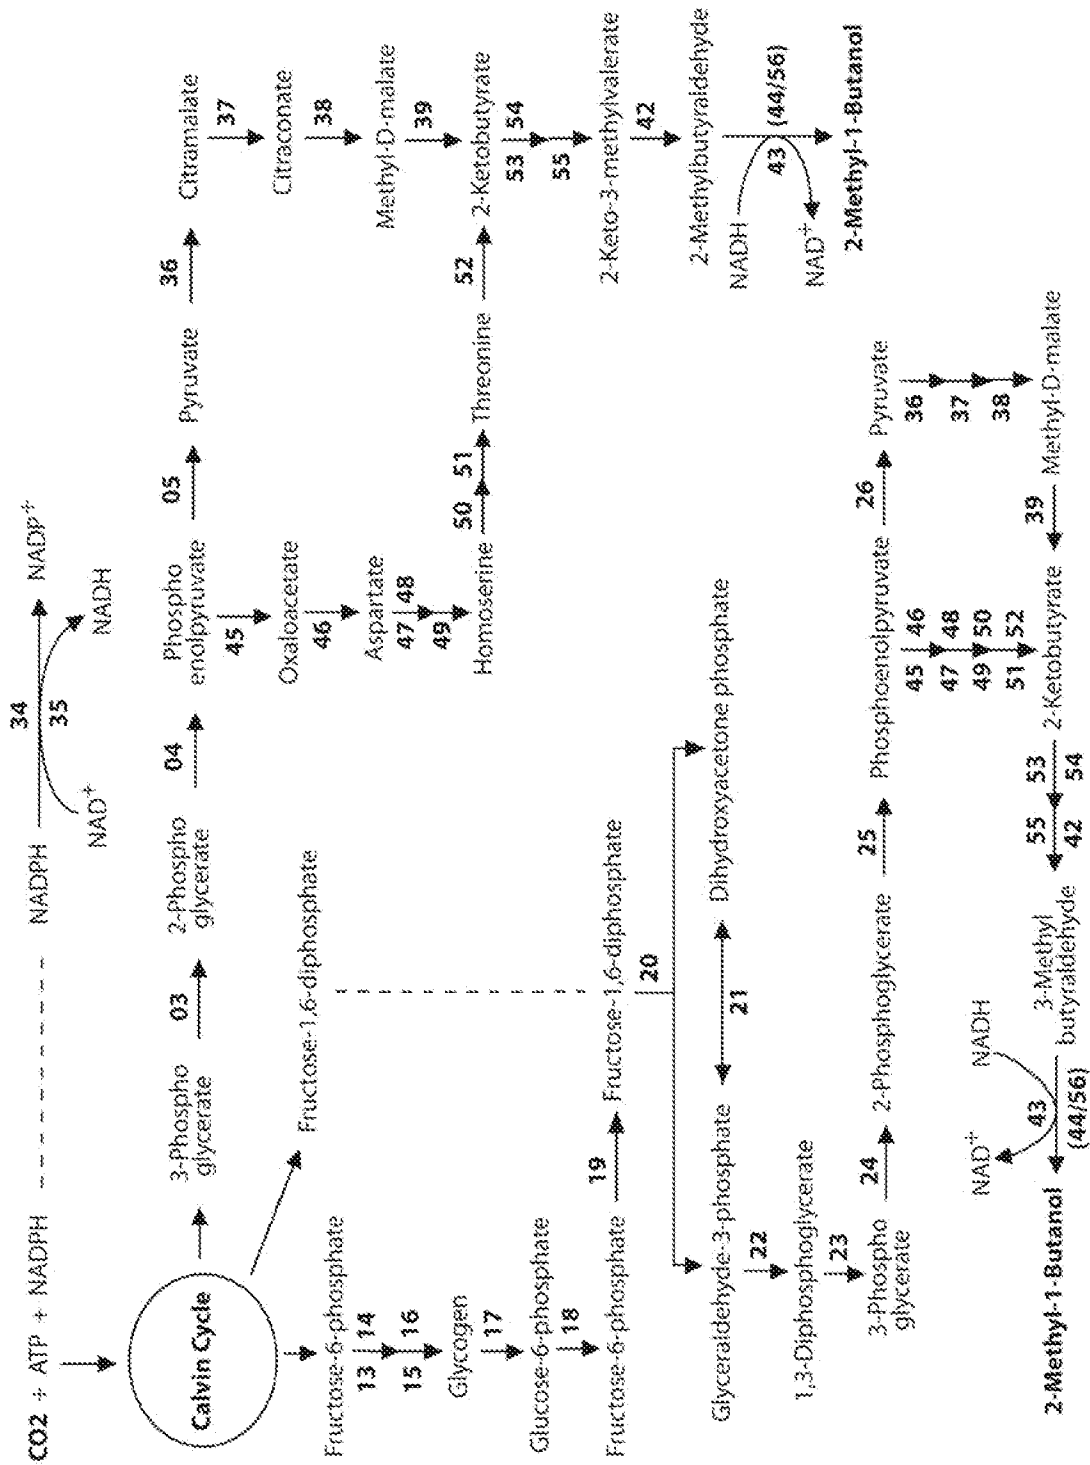 CO2 + ATP + NADPH
NADPH
34
35
NADP+
NAD+
NADH
Calvin Cycle
3-Phospho
glycerate
03
2-Phospho
glycerate
04
Phospho
enolpyruvate
05
Pyruvate
36
Citramalate
37
Citraconate
38
Methyl-D-malate
39
2-Ketobutyrate
45
Oxaloacetate
46
Aspartate
47
48
49
Homoserine
50
51
Threonine
52
53
54
55
2-Keto-3-methylvalerate
42
2-Methylbutyraldehyde
NADH
43
(44/56)
NAD+
2-Methyl-1-Butanol
Fructose-1,6-diphosphate
Fructose-6-phosphate
13
14
15
16
Glycogen
17
Glucose-6-phosphate
18
Fructose-6-phosphate
19
Fructose-1,6-diphosphate
20
Glyceraldehyde-3-phosphate
21
Dihydroxyacetone phosphate
22
1,3-Diphosphoglycerate
23
3-Phospho
glycerate
24
2-Phosphoglycerate
25
Phosphoenolpyruvate
26
Pyruvate
36
37
38
Methyl-D-malate
39
45
46
47
48
49
50
51
52
2-Ketobutyrate
53
54
55
42
3-Methyl
butyraldehyde
NADH
43
(44/56)
NAD+
2-Methyl-1-Butanol